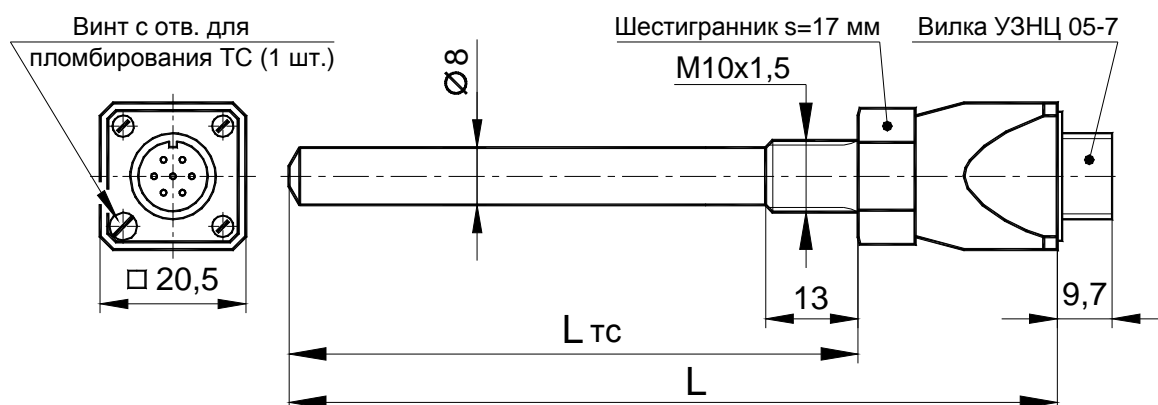 Винт с отв. для
пломбирования ТС (1 шт.)
Шестигранник s=17 мм
Вилка УЗНЦ 05-7
Ø8
M10x1,5
□ 20,5
13
9,7
L тс
L